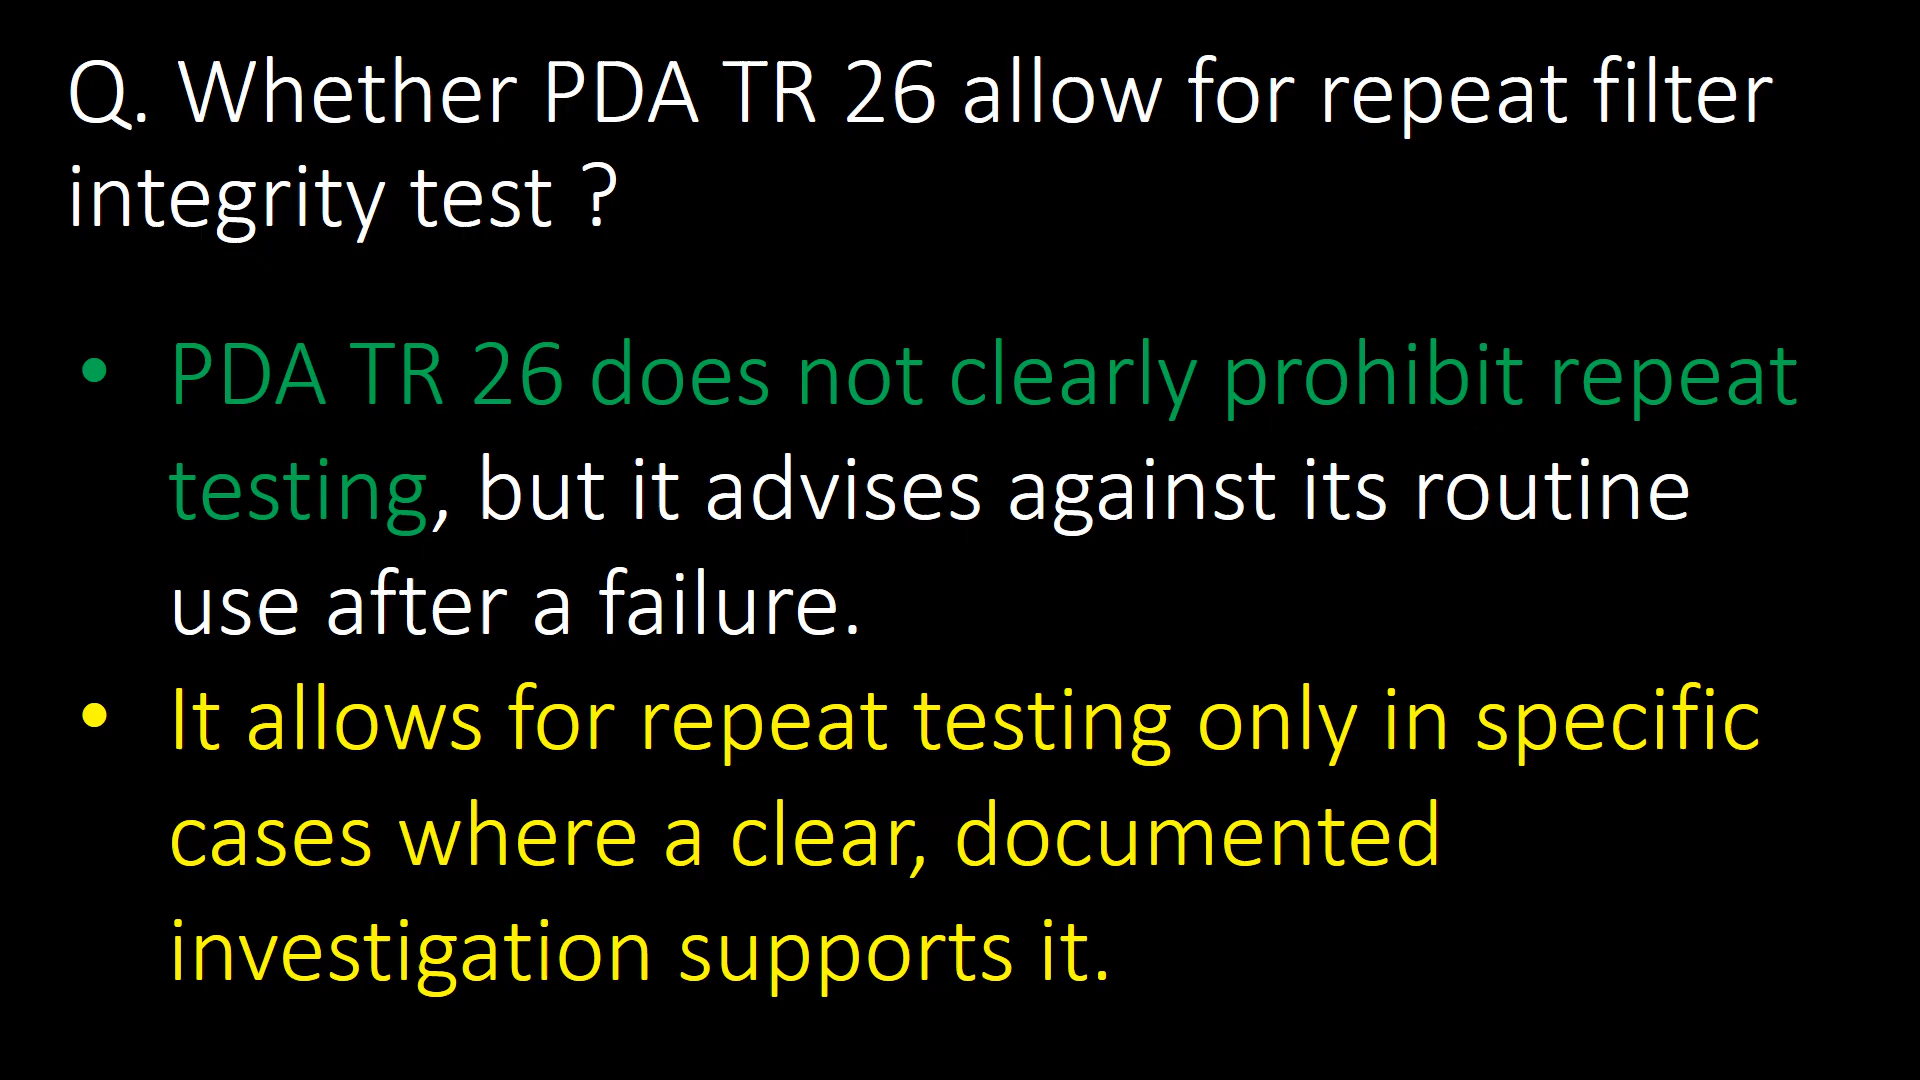 Q. Whether PDA TR 26 allow for repeat filter
integrity test ?
• PDA TR 26 does not clearly prohibit repeat
testing, but it advises against its routine
use after a failure.
• It allows for repeat testing only in specific
cases where a clear, documented
investigation supports it.